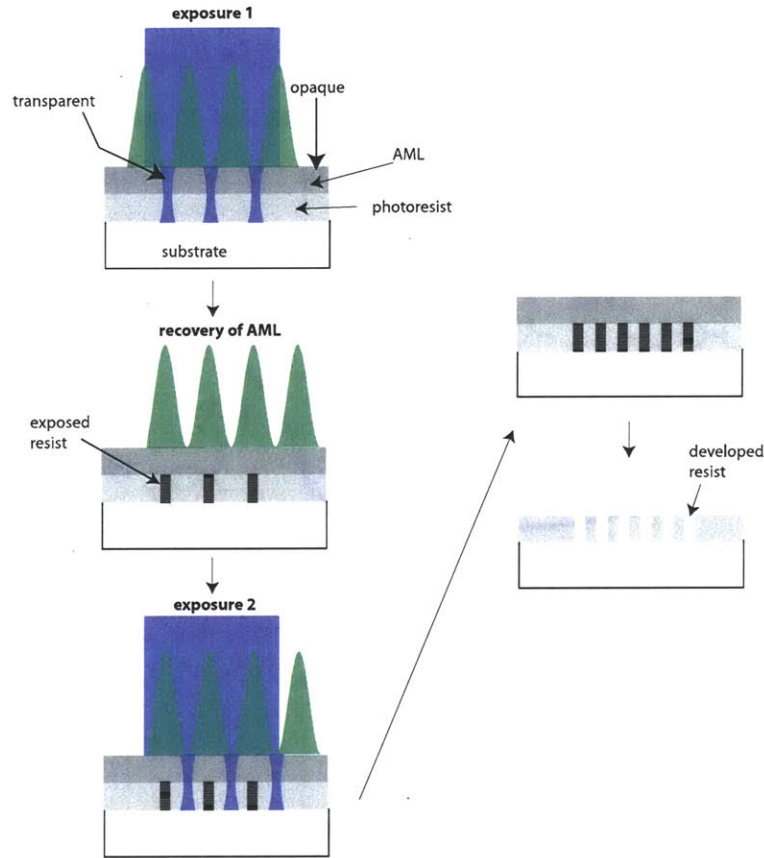 exposure 1
opaque
transparent
AML
photoresist
substrate
recovery of AML
exposed
resist
exposure 2
developed
resist